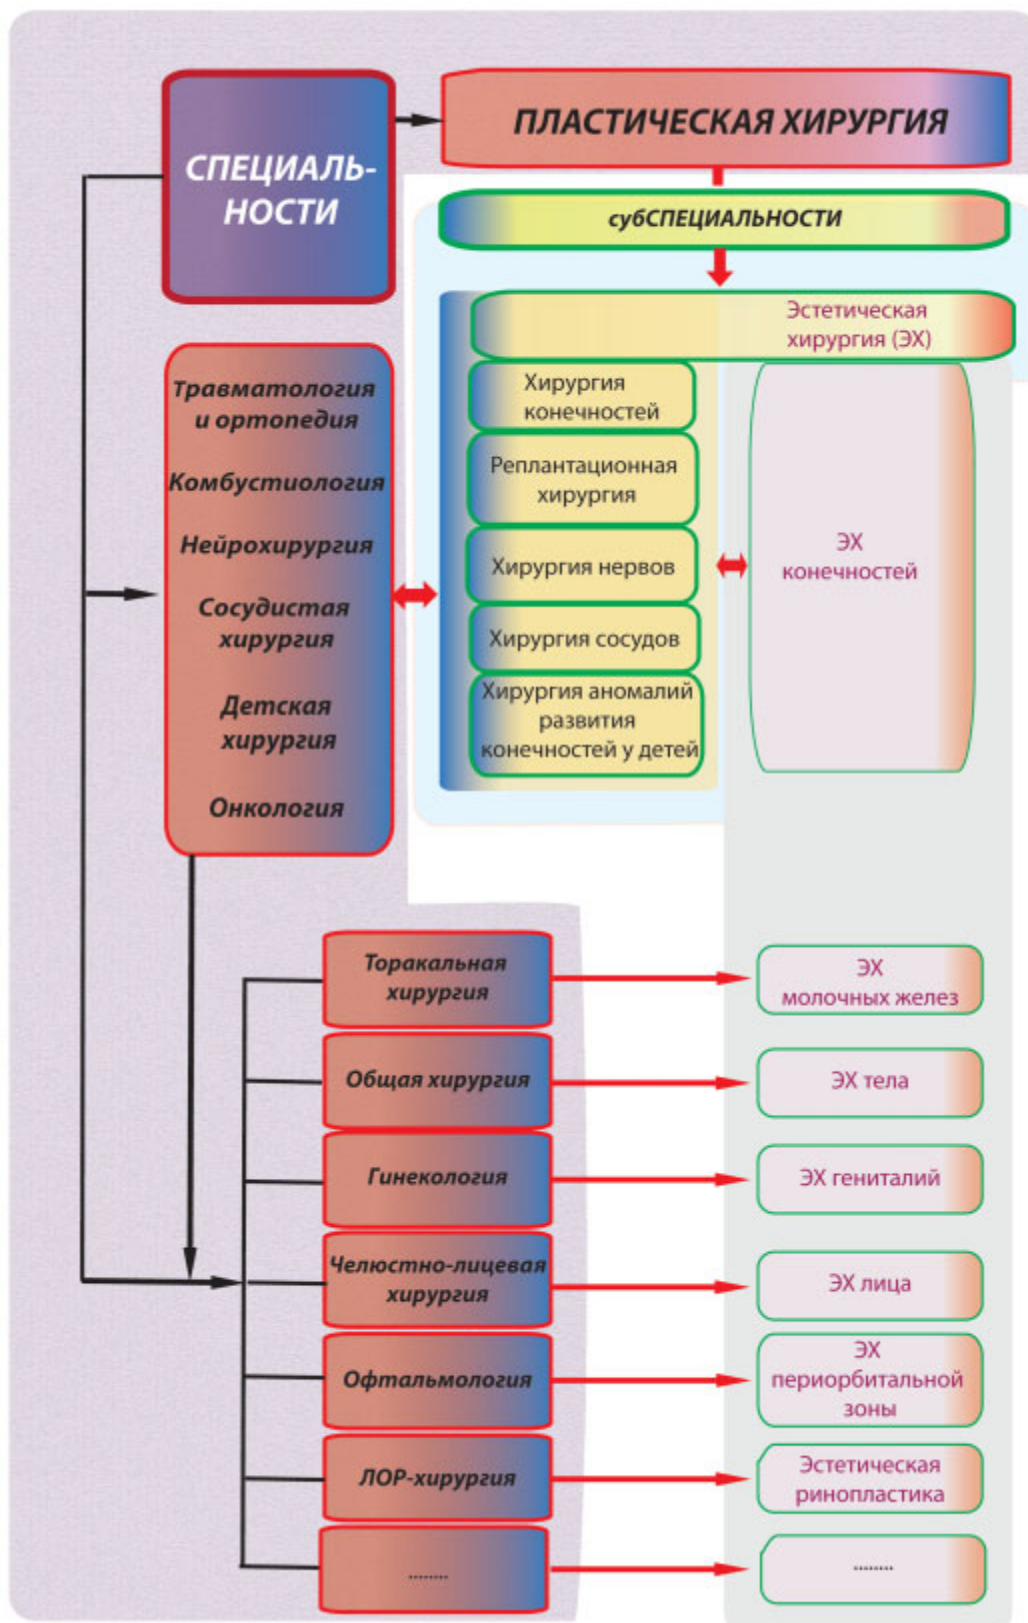 СПЕЦИАЛЬ-
НОСТИ
ПЛАСТИЧЕСКАЯ ХИРУРГИЯ
субСПЕЦИАЛЬНОСТИ
Эстетическая
хирургия (ЭХ)
Травматология
и ортопедия
Комбустиология
Нейрохирургия
Сосудистая
хирургия
Детская
хирургия
Онкология
Хирургия
конечностей
Реплантационная
хирургия
Хирургия нервов
Хирургия сосудов
Хирургия аномалий
развития
конечностей у детей
ЭХ
конечностей
Торакальная
хирургия
ЭХ
молочных желез
Общая хирургия
ЭХ тела
Гинекология
ЭХ гениталий
Челюстно-лицевая
хирургия
ЭХ лица
Офтальмология
ЭХ
периорбитальной
зоны
ЛОР-хирургия
Эстетическая
ринопластика
........
........